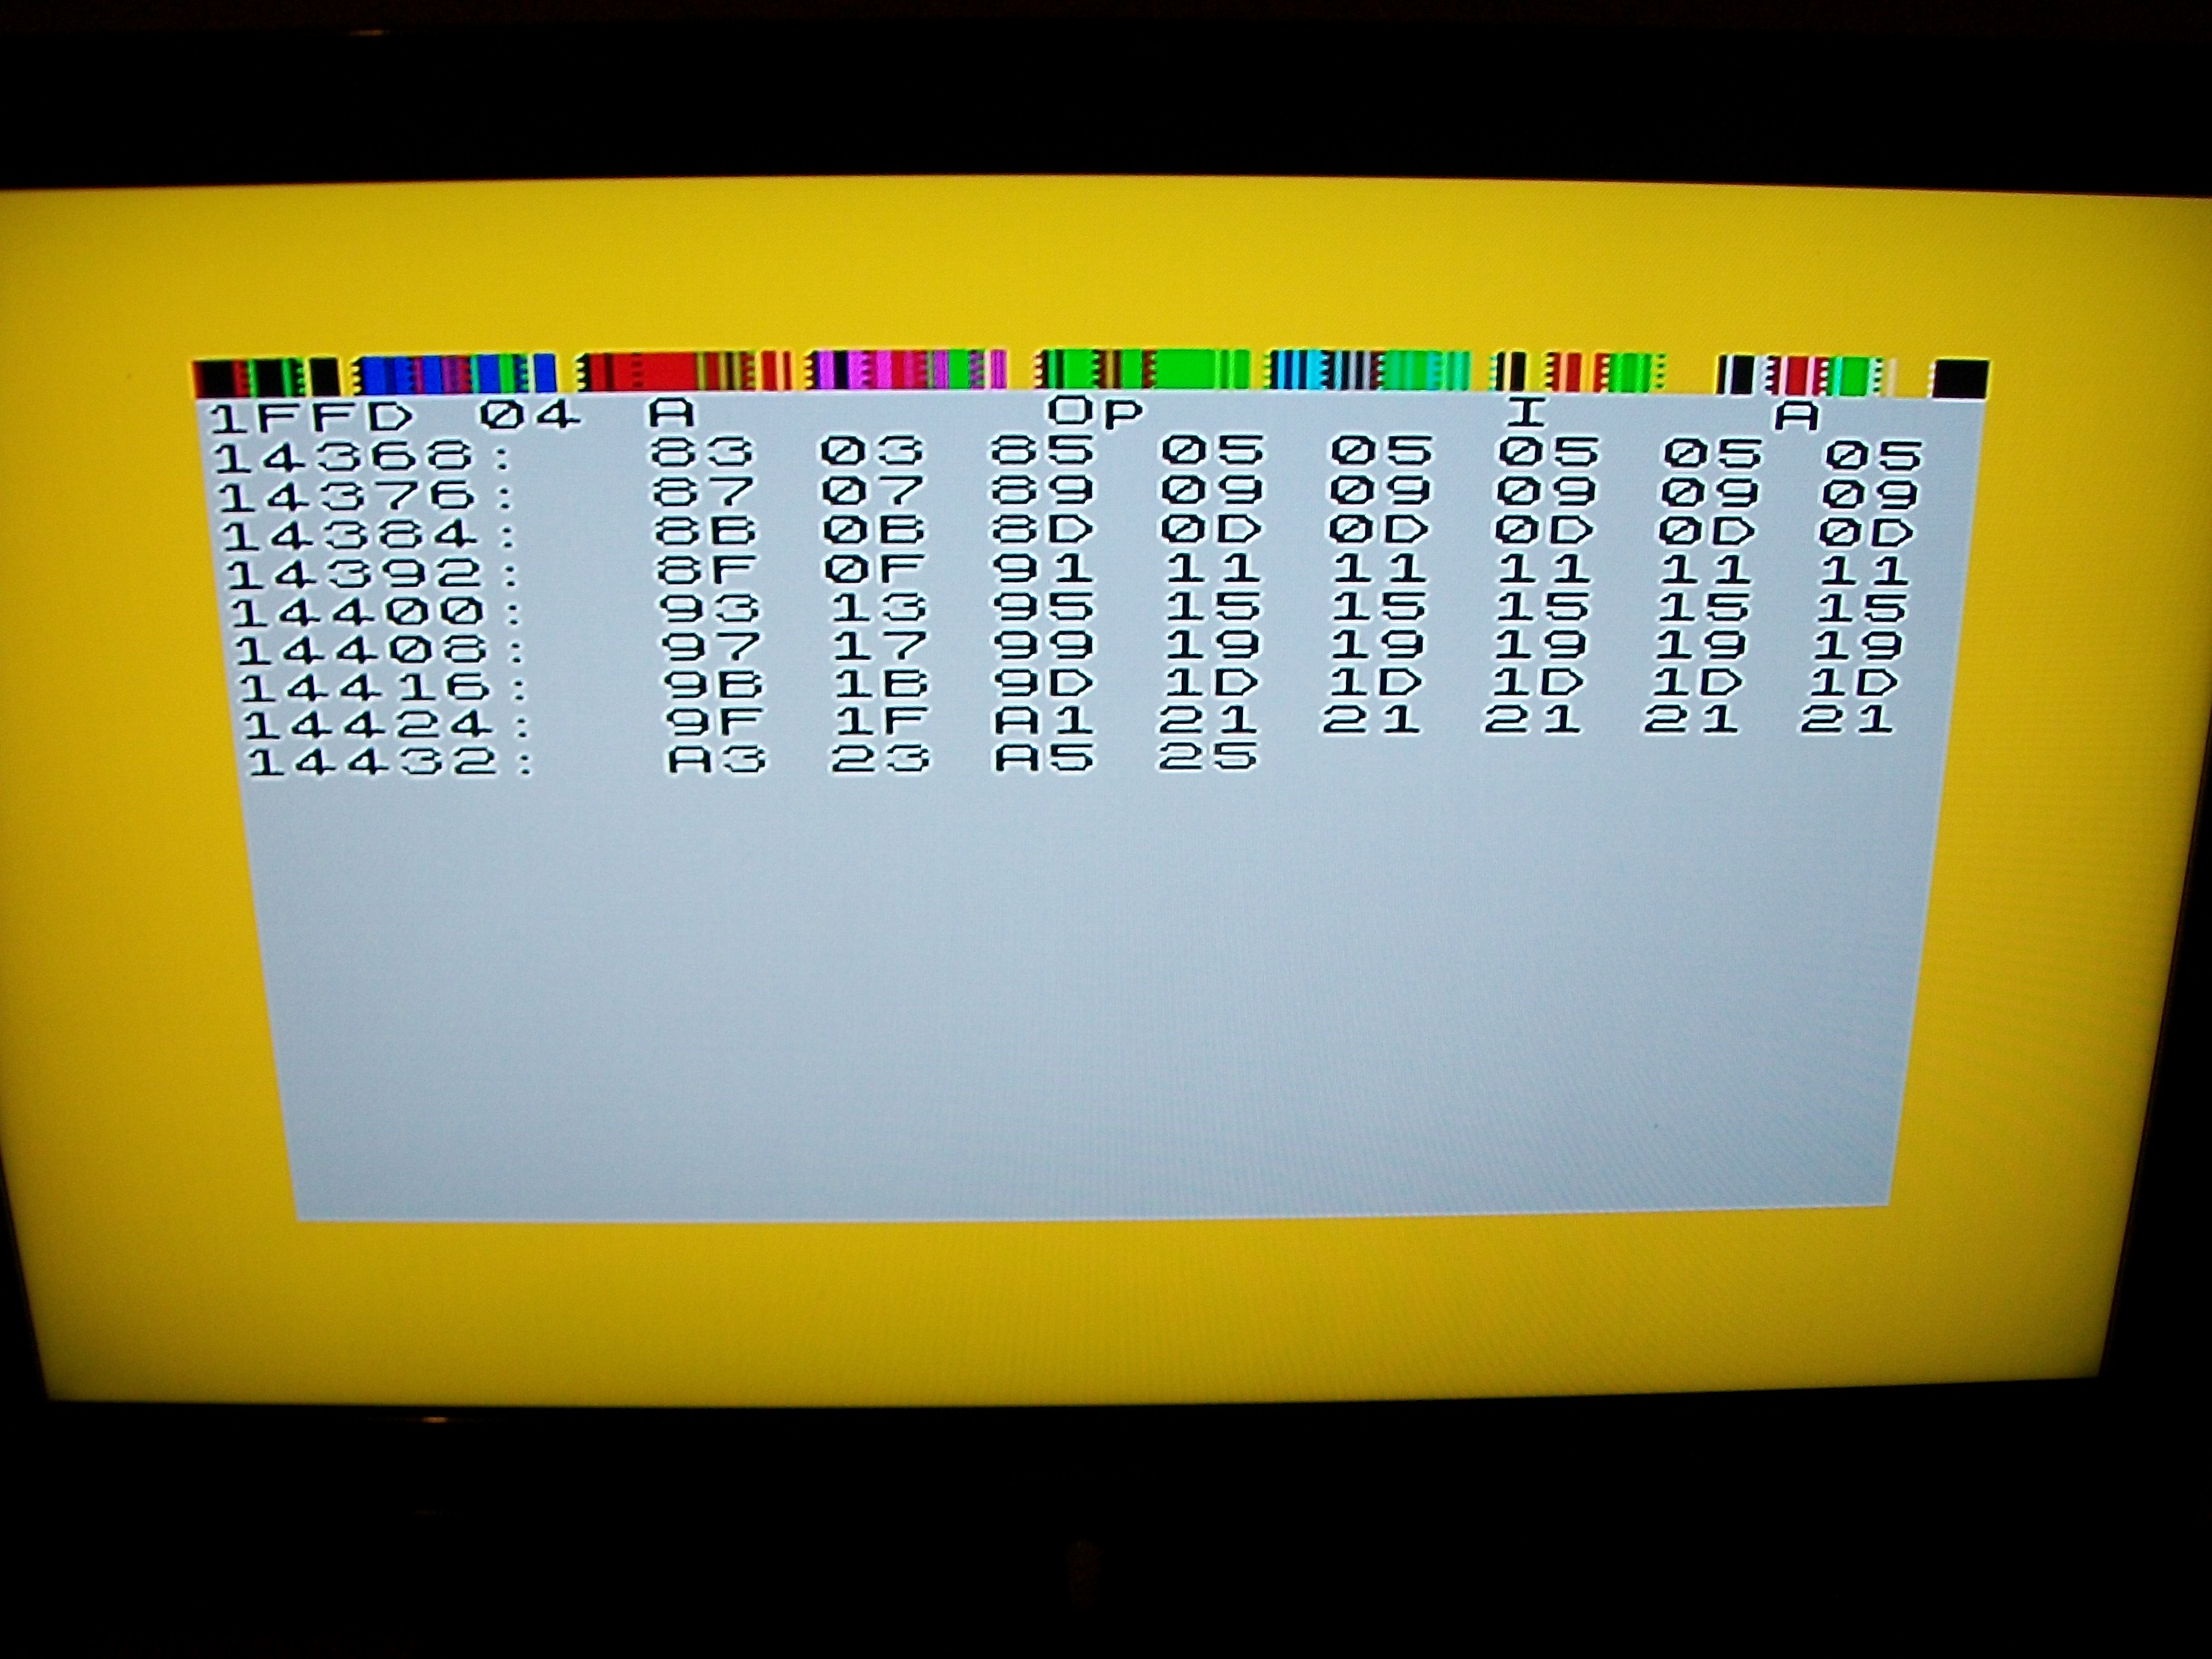 1FFD 04 A Op I A
14368: 83 03 85 05 05 05 05 05
14376: 87 07 89 09 09 09 09 09
14384: 8B 0B 8D 0D 0D 0D 0D 0D
14392: 8F 0F 91 11 11 11 11 11
14400: 93 13 95 15 15 15 15 15
14408: 97 17 99 19 19 19 19 19
14416: 9B 1B 9D 1D 1D 1D 1D 1D
14424: 9F 1F A1 21 21 21 21 21
14432: A3 23 A5 25